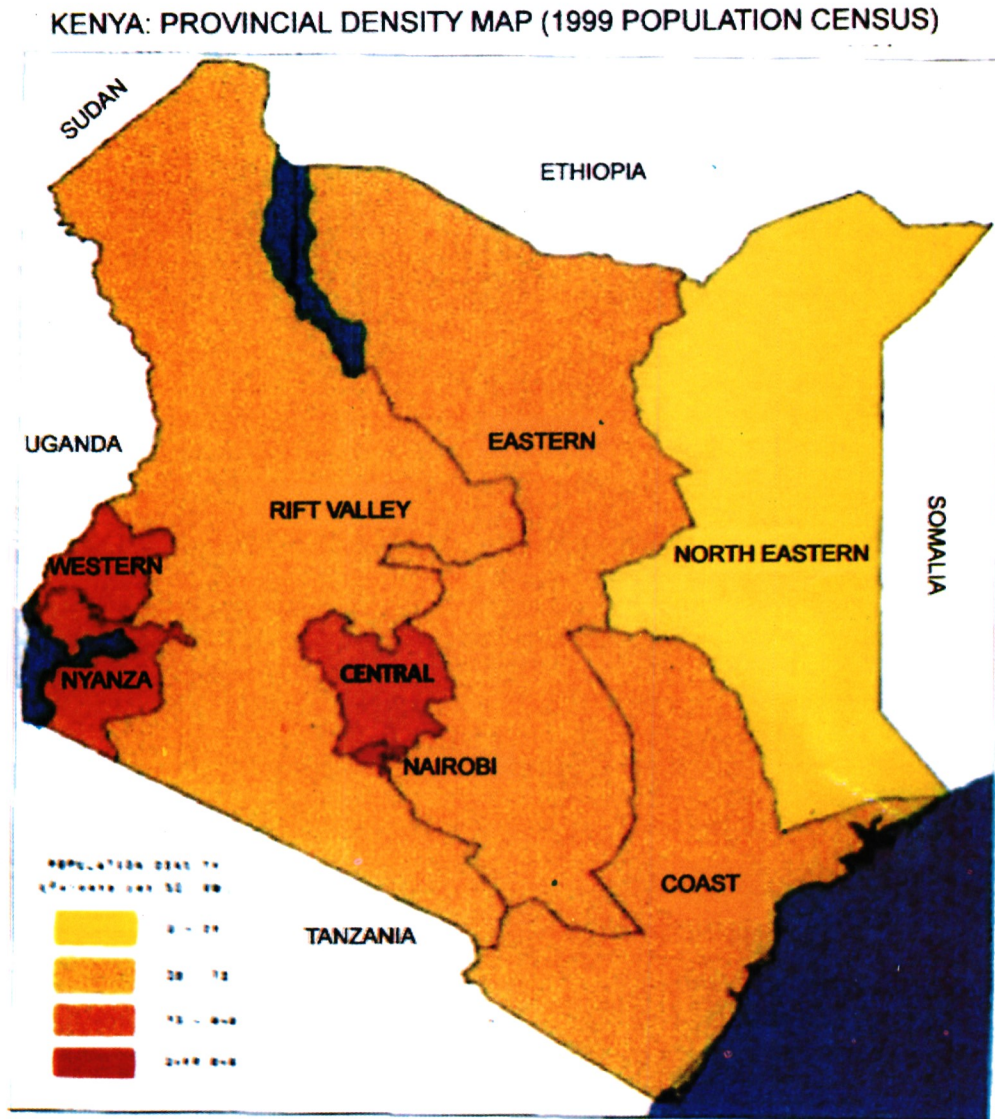 KENYA: PROVINCIAL DENSITY MAP (1999 POPULATION CENSUS)
SUDAN
ETHIOPIA
UGANDA
EASTERN
RIFT VALLEY
SOMALIA
NORTH EASTERN
WESTERN
CENTRAL
NYANZA
NAIROBI
COAST
TANZANIA
POPULATION